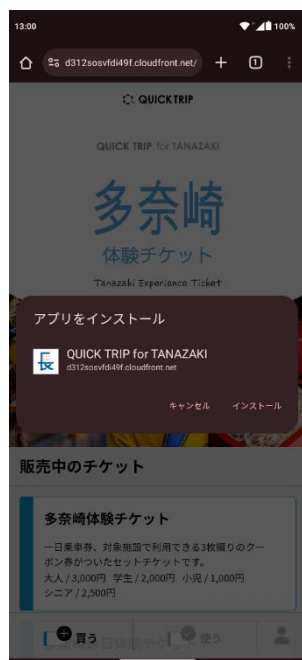 13:00
100%
d312sosvfdi49f.cloudfront.net/
1
QUICK TRIP
QUICK TRIP for TANAZAKI
多奈崎
体験チケット
Tanazaki Experience Ticket
アプリをインストール
長
QUICK TRIP for TANAZAKI
d312sosvfdi49f.cloudfront.net
キャンセル インストール
販売中のチケット
多奈崎体験チケット
一日乗車券、対象施設で利用できる3枚綴りのクー
ポン券がついたセットチケットです。
大人 / 3,000円 学生 / 2,000円 小児 / 1,000円
シニア / 2,500円
買う 使う